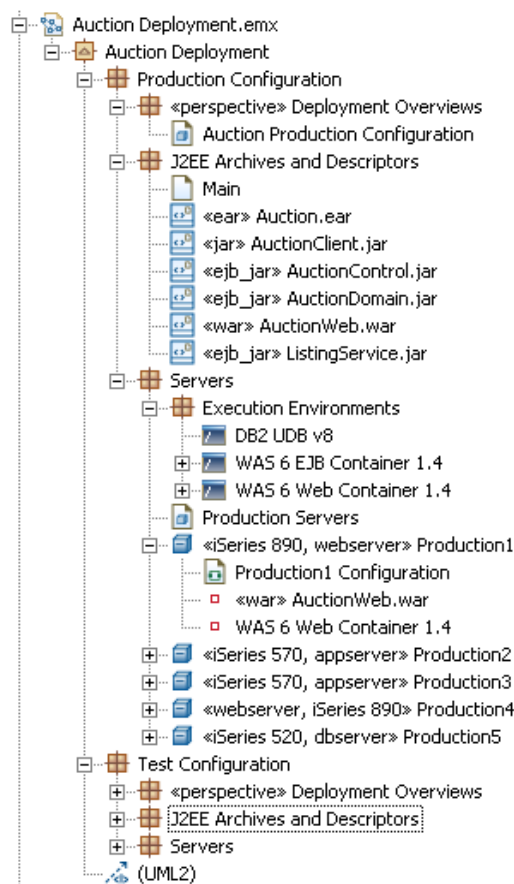 Auction Deployment.emx
Auction Deployment
Production Configuration
«perspective» Deployment Overviews
Auction Production Configuration
J2EE Archives and Descriptors
Main
«ear» Auction.ear
«jar» AuctionClient.jar
«ejb_jar» AuctionControl.jar
«ejb_jar» AuctionDomain.jar
«war» AuctionWeb.war
«ejb_jar» ListingService.jar
Servers
Execution Environments
DB2 UDB v8
WAS 6 EJB Container 1.4
WAS 6 Web Container 1.4
Production Servers
«iSeries 890, webserver» Production1
Production1 Configuration
«war» AuctionWeb.war
WAS 6 Web Container 1.4
«iSeries 570, appserver» Production2
«iSeries 570, appserver» Production3
«webserver, iSeries 890» Production4
«iSeries 520, dbserver» Production5
Test Configuration
«perspective» Deployment Overviews
J2EE Archives and Descriptors
Servers
(UML2)